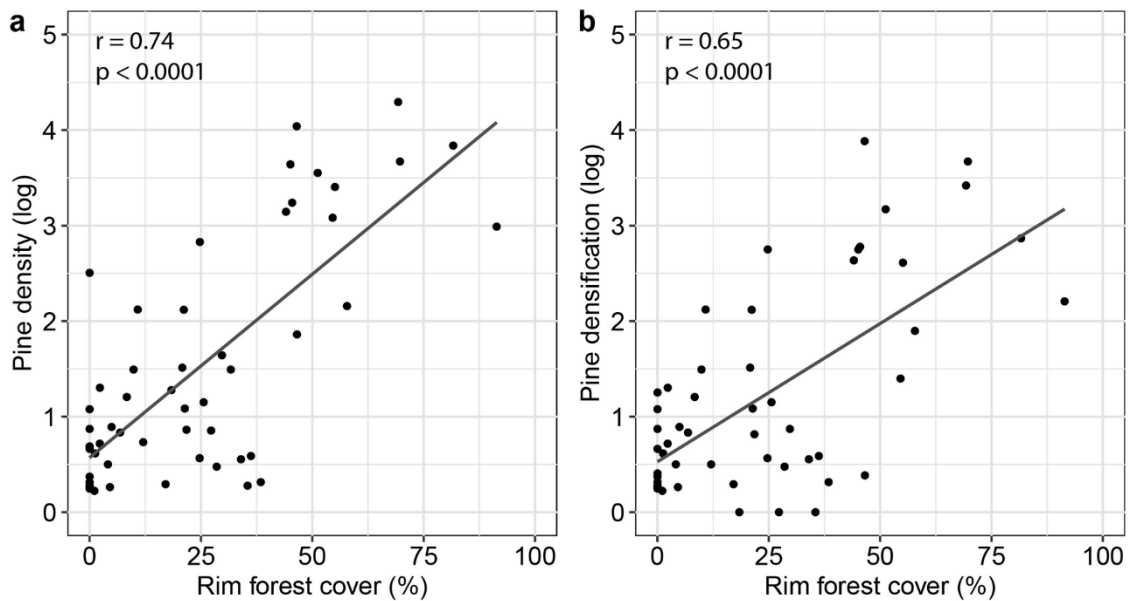 a
r = 0.74
p < 0.0001
Pine density (log)
5
4
3
2
1
0
0 25 50 75 100
Rim forest cover (%)
b
r = 0.65
p < 0.0001
Pine densification (log)
5
4
3
2
1
0
0 25 50 75 100
Rim forest cover (%)